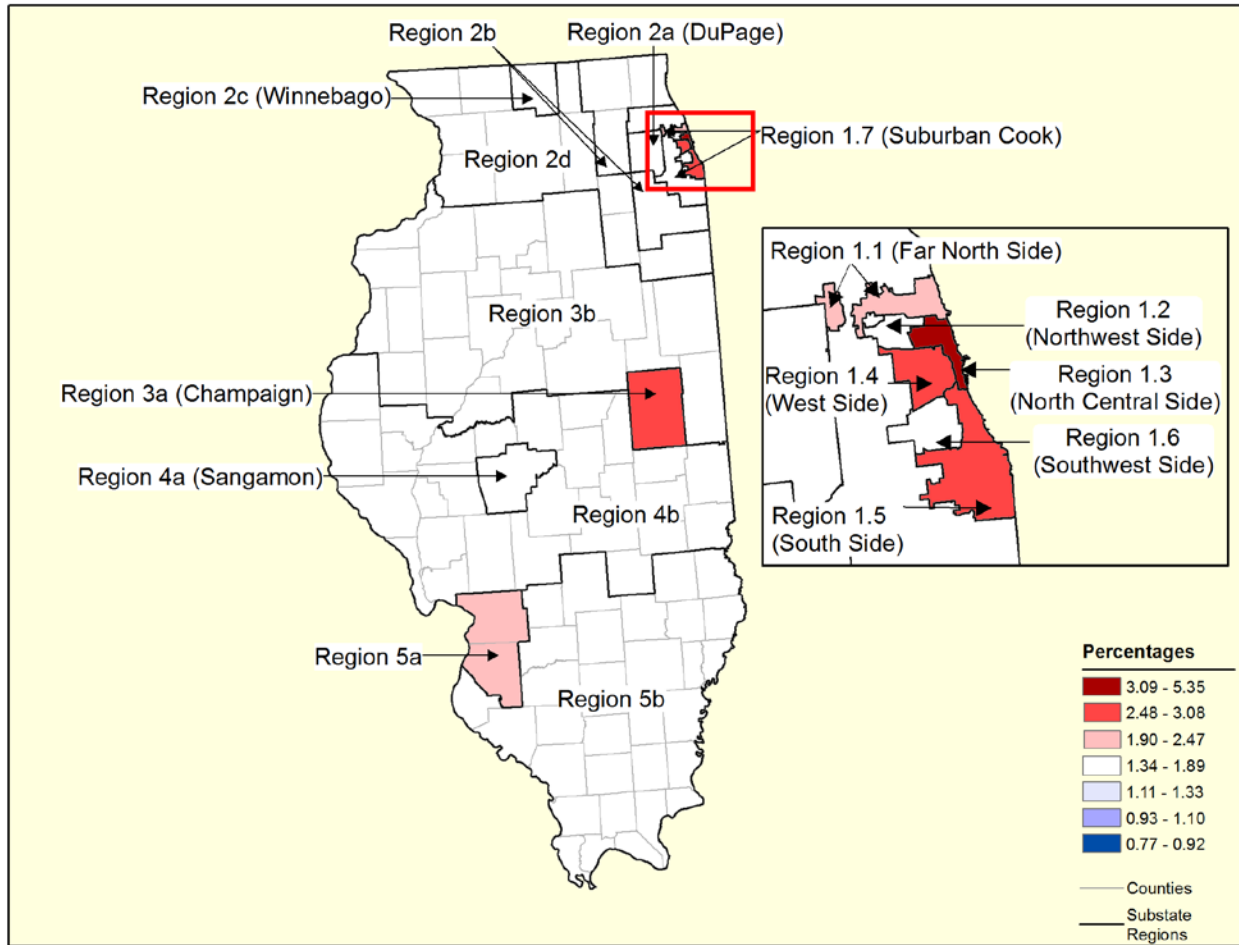 Region 2b
Region 2a (DuPage)
Region 2c (Winnebago)
Region 1.7 (Suburban Cook)
Region 2d
Region 1.1 (Far North Side)
Region 1.2
(Northwest Side)
Region 3b
Region 1.4
(West Side)
Region 1.3
(North Central Side)
Region 3a (Champaign)
Region 1.6
(Southwest Side)
Region 4a (Sangamon)
Region 4b
Region 1.5
(South Side)
Region 5a
Region 5b
Percentages
3.09 - 5.35
2.48 - 3.08
1.90 - 2.47
1.34 - 1.89
1.11 - 1.33
0.93 - 1.10
0.77 - 0.92
Counties
Substate
Regions